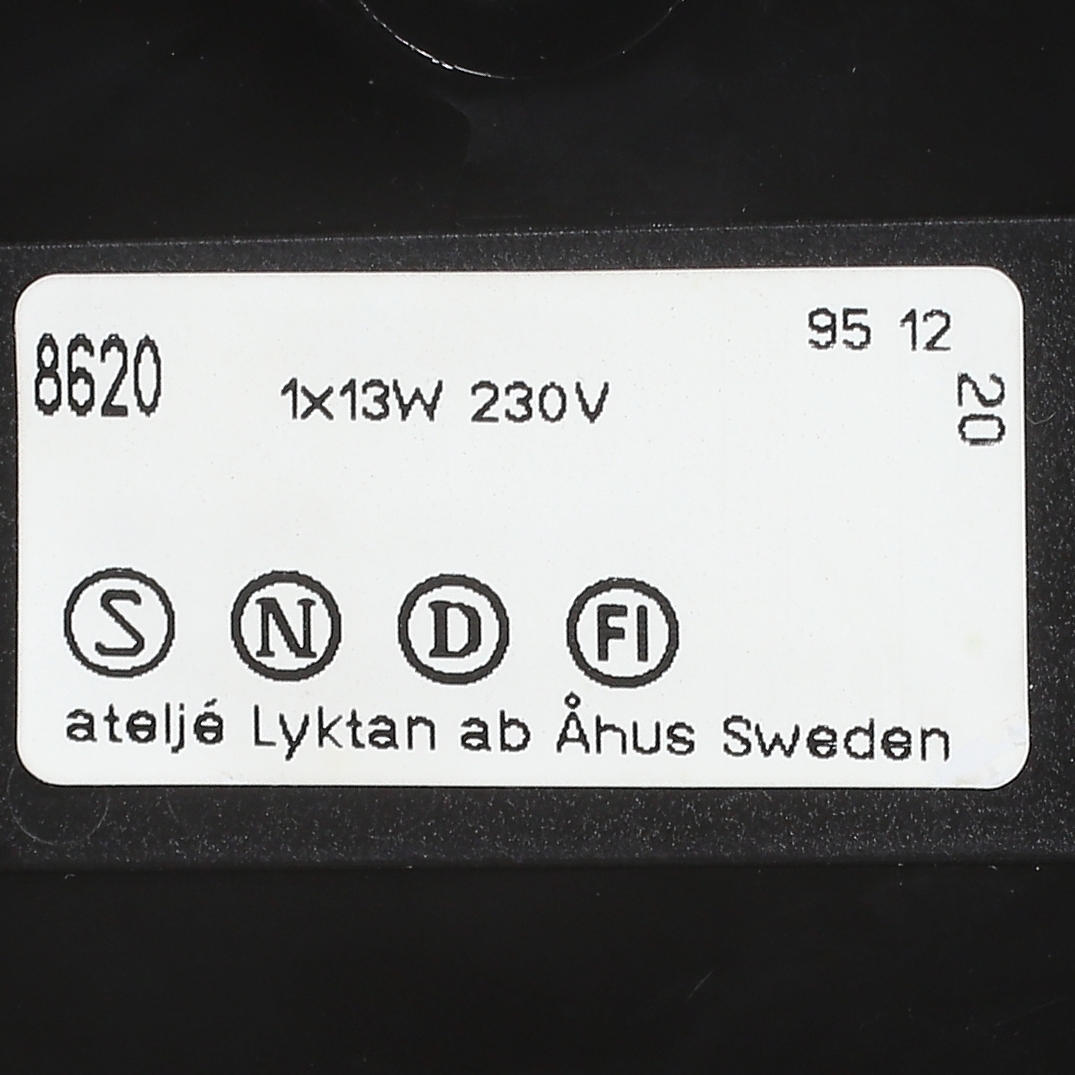 95 12
8620 1x13W 230V
20
S N D FI
ateljé Lyktan ab Åhus Sweden